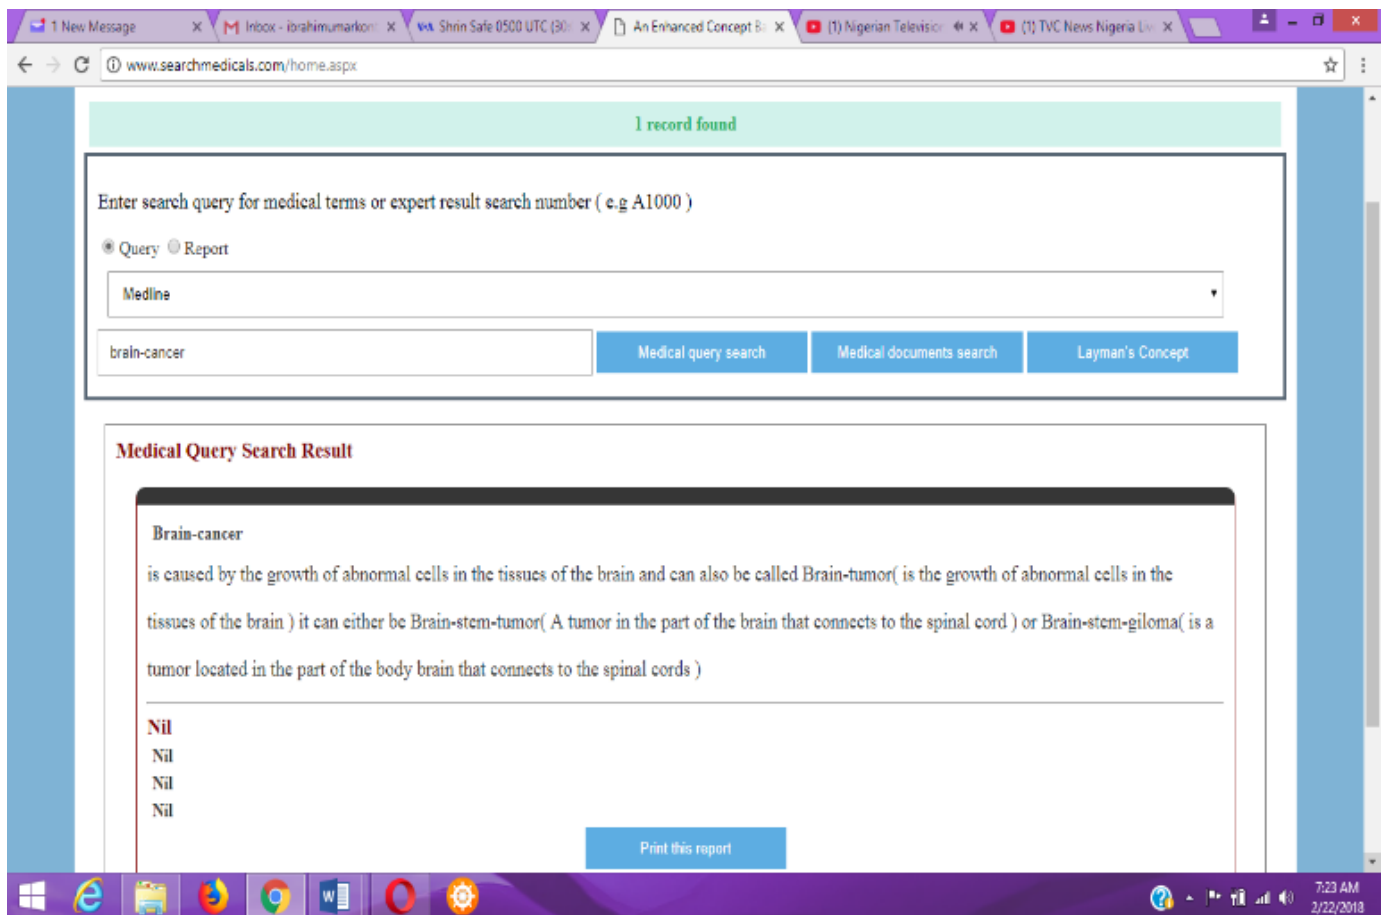 1 New Message
Inbox - ibrahimumarkon
VOA Shrin Safe 0500 UTC (30
An Enhanced Concept B
(1) Nigerian Television
(1) TVC News Nigeria Liv
www.searchmedicals.com/home.aspx
1 record found
Enter search query for medical terms or expert result search number ( e.g A1000 )
Query Report
Medline
brain-cancer
Medical query search
Medical documents search
Layman's Concept
Medical Query Search Result
Brain-cancer
is caused by the growth of abnormal cells in the tissues of the brain and can also be called Brain-tumor( is the growth of abnormal cells in the
tissues of the brain ) it can either be Brain-stem-tumor( A tumor in the part of the brain that connects to the spinal cord ) or Brain-stem-giloma( is a
tumor located in the part of the body brain that connects to the spinal cords )
Nil
Nil
Nil
Nil
Print this report
7:23 AM
2/22/2018